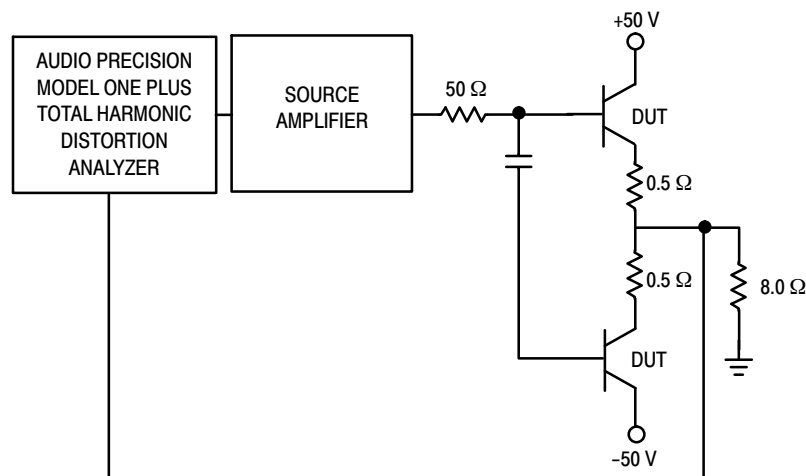 +50 V
AUDIO PRECISION
MODEL ONE PLUS
TOTAL HARMONIC
DISTORTION
ANALYZER
SOURCE
AMPLIFIER
50 Ω
DUT
0.5 Ω
0.5 Ω
8.0 Ω
DUT
–50 V